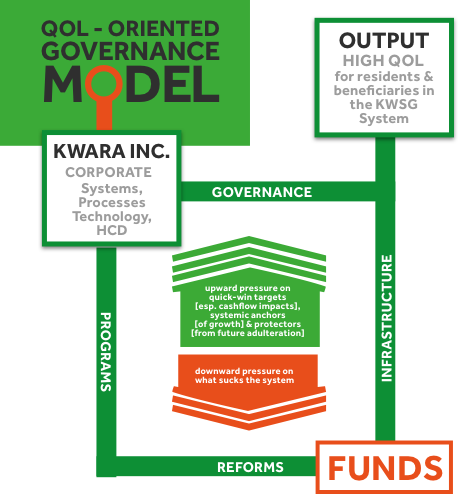 QOL - ORIENTED
GOVERNANCE
MODEL
OUTPUT
HIGH QOL
for residents &
beneficiaries in
the KWSG
System
KWARA INC.
CORPORATE
Systems,
Processes
Technology,
HCD
GOVERNANCE
upward pressure on
quick-win targets
[esp. cashflow impacts],
systemic anchors
[of growth] & protectors
[from future adulteration]
PROGRAMS
INFRASTRUCTURE
downward pressure on
what sucks the system
REFORMS
FUNDS